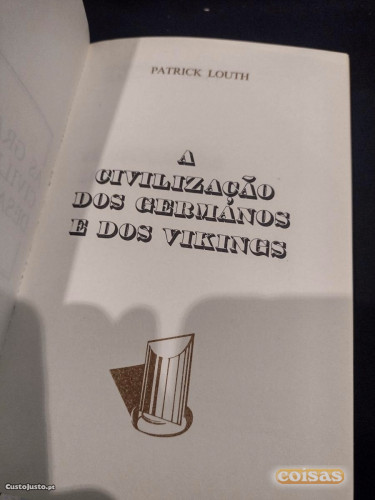 PATRICK LOUTH
A
CIVILIZAÇÃO
DOS GERMÂNOS
E DOS VIKINGS
CustoJusto.pt
coisas